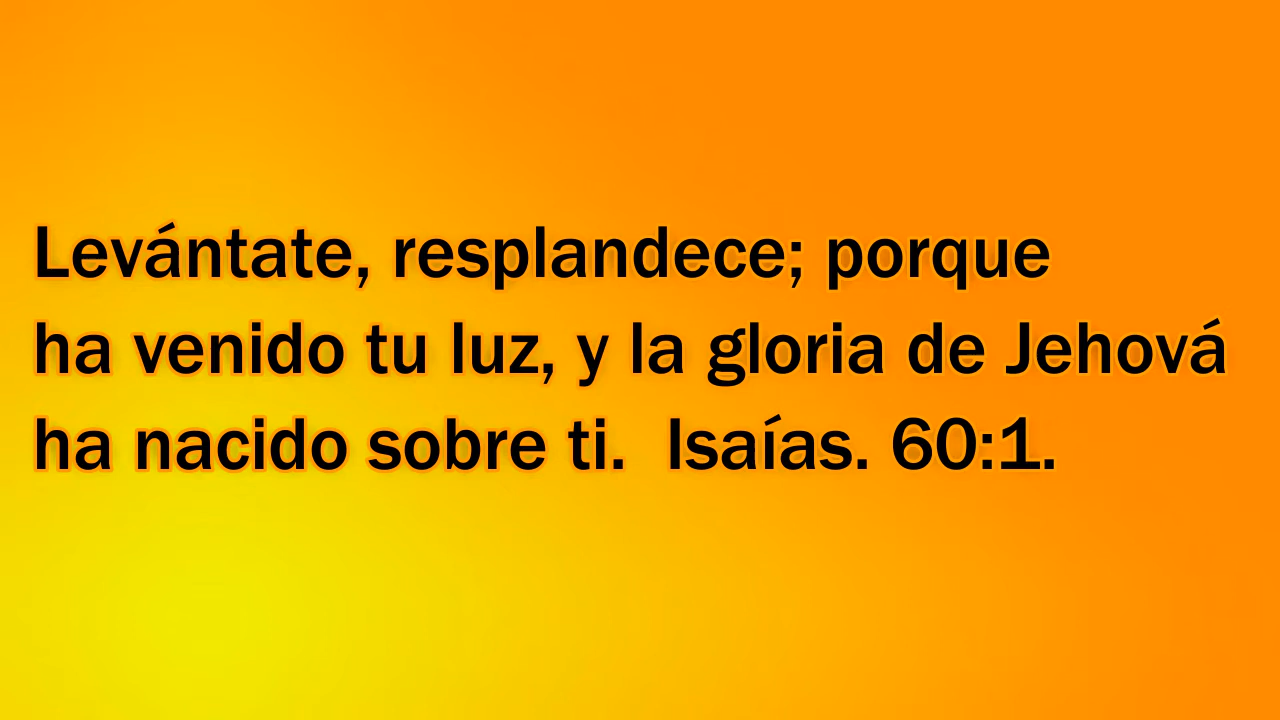 Levántate, resplandece; porque
ha venido tu luz, y la gloria de Jehová
ha nacido sobre ti.  Isaías. 60:1.